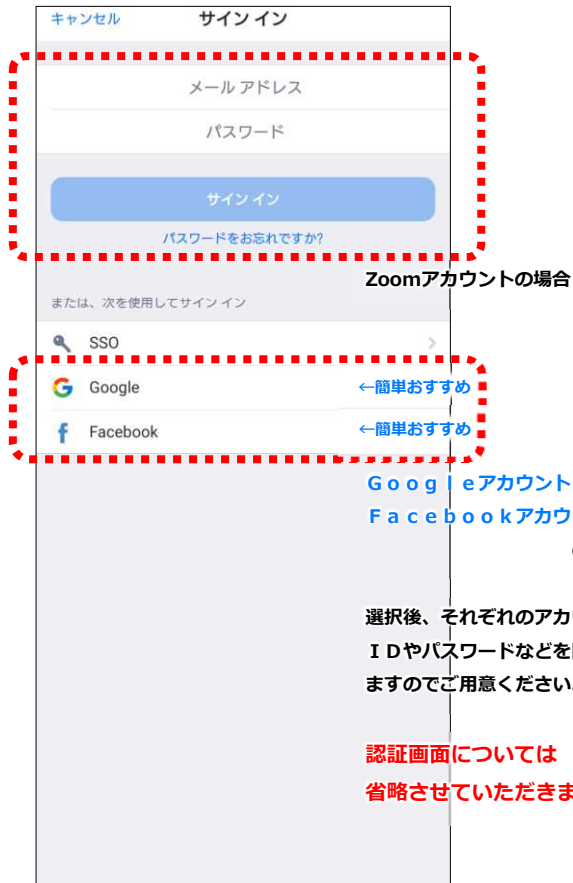 キャンセル サイン イン
メール アドレス
パスワード
サイン イン
パスワードをお忘れですか?
Zoomアカウントの場合
または、次を使用してサイン イン
SSO
Google ←簡単おすすめ
Facebook ←簡単おすすめ
Ｇｏｏｇｌｅアカウント
Ｆａｃｅｂｏｏｋアカウ
選択後、それぞれのアカ
ＩＤやパスワードなどを
ますのでご用意ください
認証画面については
省略させていただきま